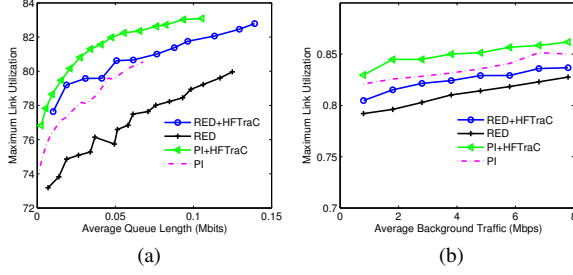 84
82
80
78
76
74
72
Maximum Link Utilization
0
0.05
0.1
0.15
Average Queue Length (Mbits)
RED+HFTraC
RED
PI+HFTraC
PI
(a)
0.85
0.8
0.75
0.7
Maximum Link Utilization
0
2
4
6
8
Average Background Traffic (Mbps)
RED+HFTraC
RED
PI+HFTraC
PI
(b)